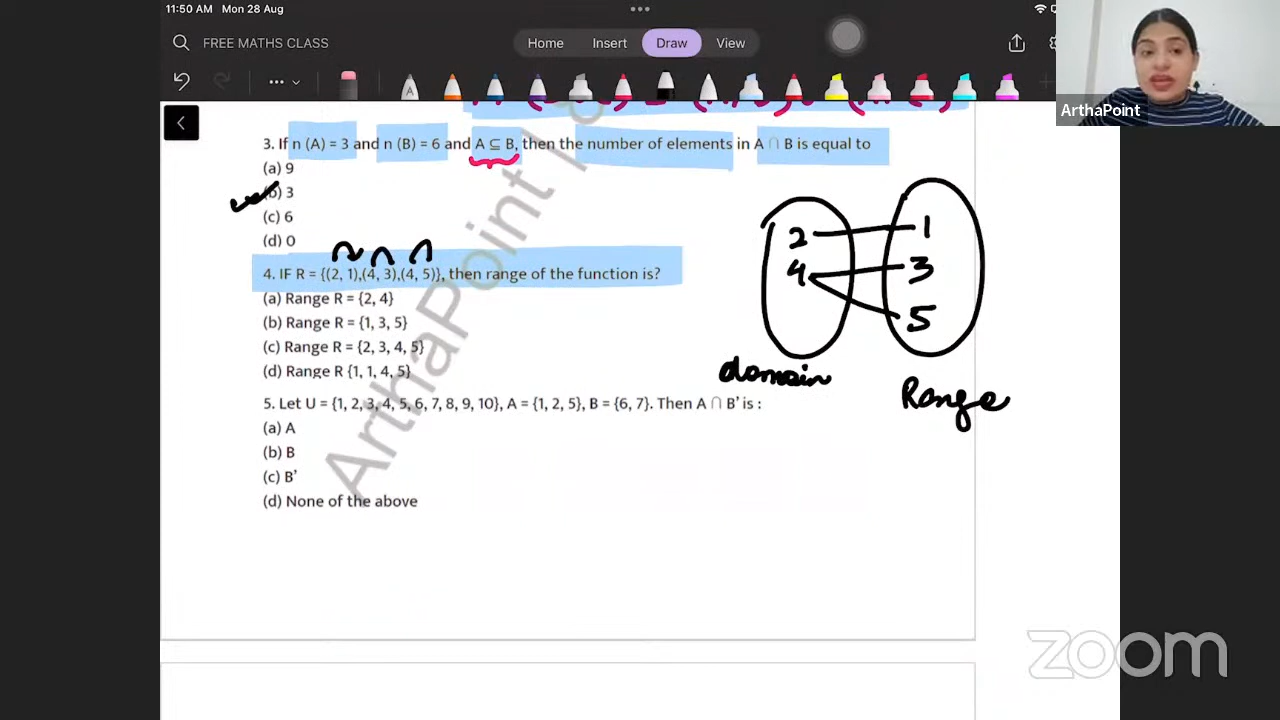 11:50 AM Mon 28 Aug
FREE MATHS CLASS
Home Insert Draw View
A
ArthaPoint
3. If n (A) = 3 and n (B) = 6 and A ⊆ B, then the number of elements in A ∩ B is equal to
(a) 9
(b) 3
(c) 6
(d) 0
4. IF R = {(2, 1),(4, 3),(4, 5)}, then range of the function is?
(a) Range R = {2, 4}
(b) Range R = {1, 3, 5}
(c) Range R = {2, 3, 4, 5}
(d) Range R {1, 1, 4, 5}
2 1
4 3
5
domain
Range
5. Let U = {1, 2, 3, 4, 5, 6, 7, 8, 9, 10}, A = {1, 2, 5}, B = {6, 7}. Then A ∩ B' is :
(a) A
(b) B
(c) B'
(d) None of the above
ArthaPoint
zoom